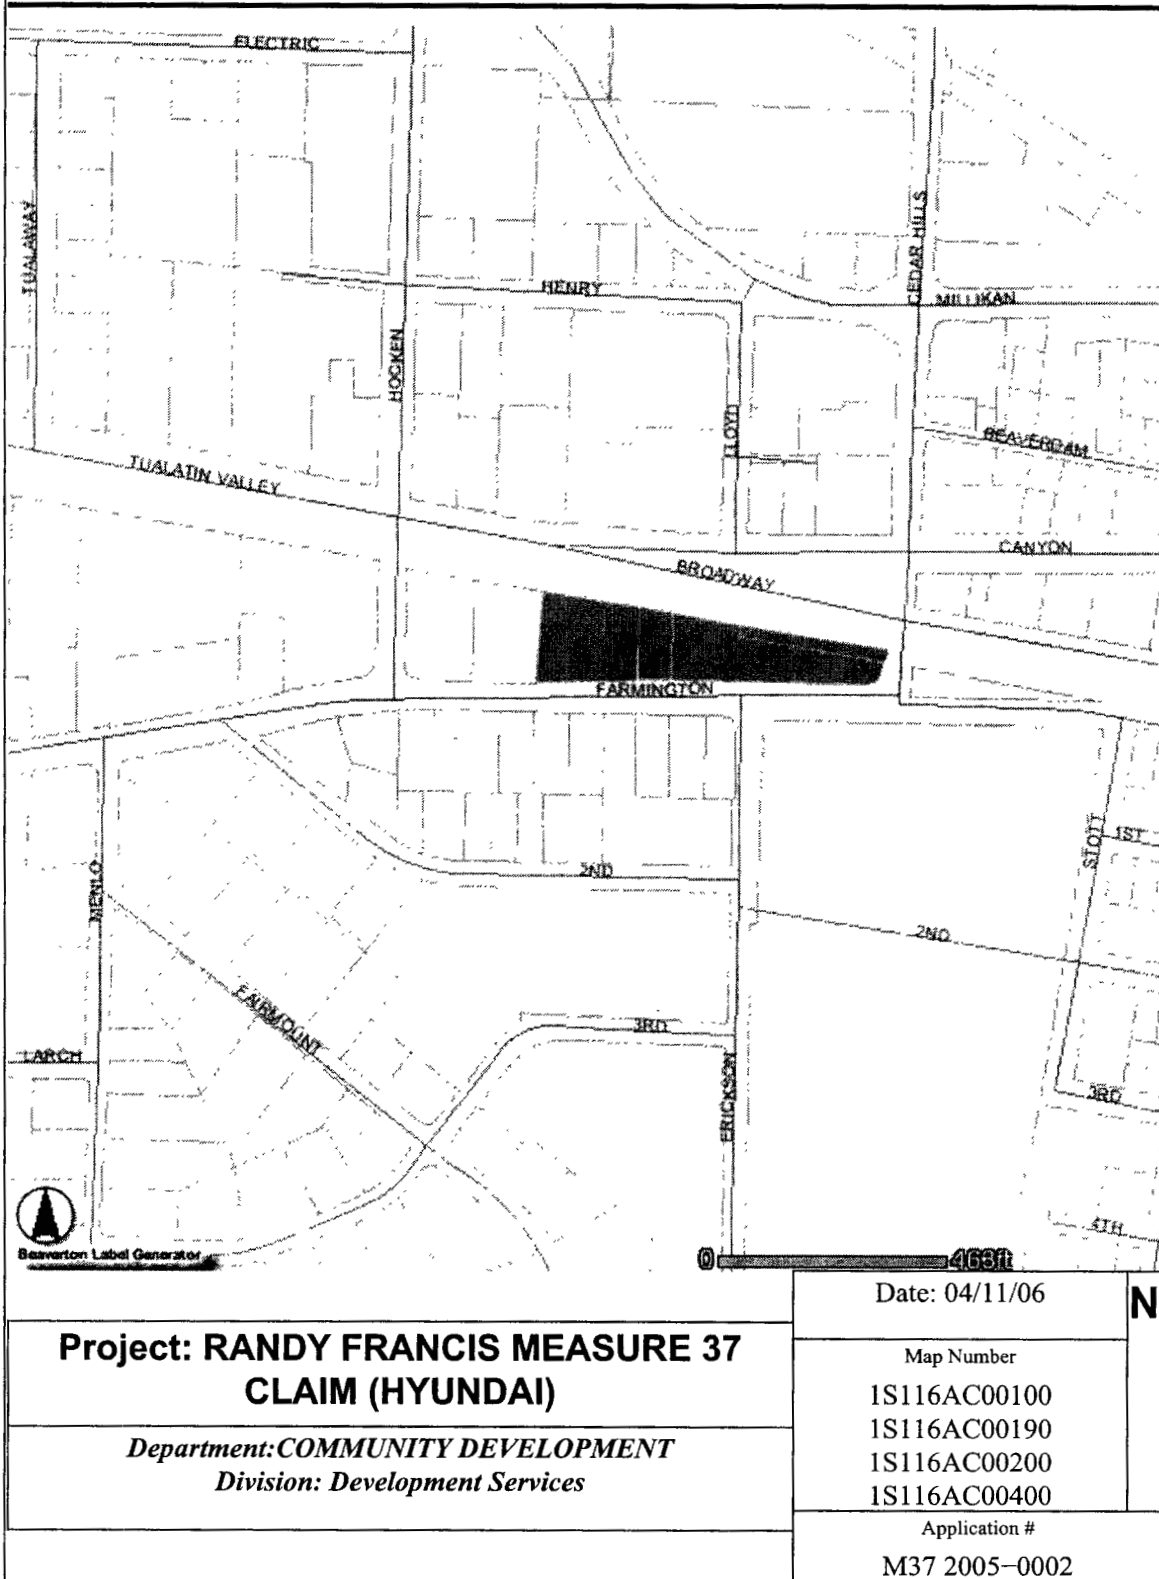 ELECTRIC
TUALAWAY
CEDAR HILLS
HENRY
MILLIKAN
HOCKEN
LLOYD
BEAVERDAM
TUALATIN VALLEY
CANYON
BROADWAY
FARMINGTON
STOTT
1ST
MENLO
2ND
2ND
FAIRMOUNT
3RD
LARCH
ERICKSON
3RD
4TH
Beaverton Label Generator
0 468ft
Date: 04/11/06
N
Project: RANDY FRANCIS MEASURE 37
CLAIM (HYUNDAI)
Map Number
1S116AC00100
1S116AC00190
1S116AC00200
1S116AC00400
Department:COMMUNITY DEVELOPMENT
Division: Development Services
Application #
M37 2005-0002